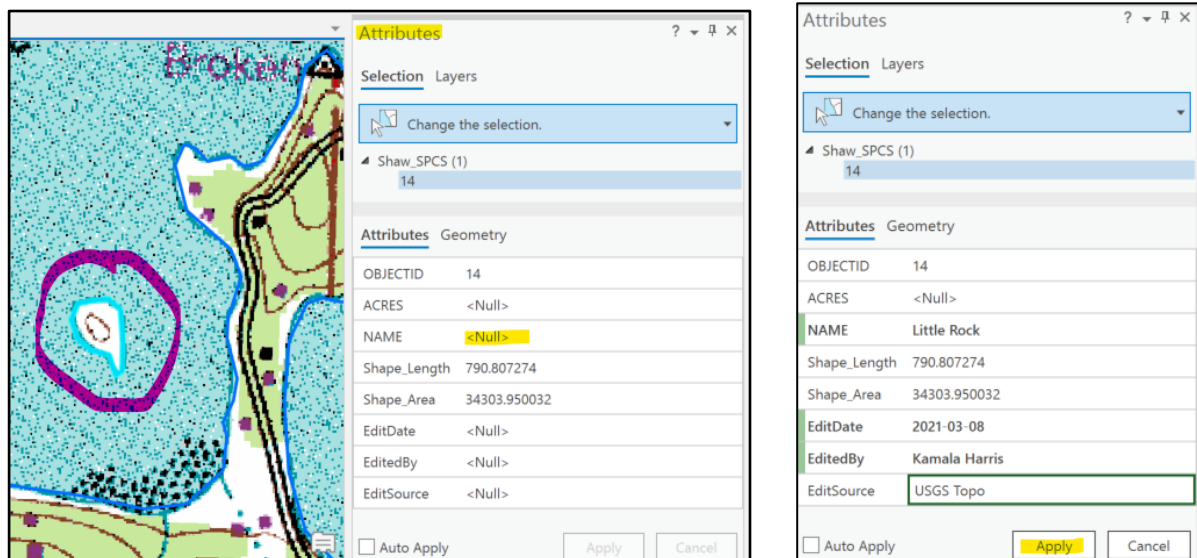 Broken
Attributes
Selection Layers
Change the selection.
Shaw_SPCS (1)
14
Attributes Geometry
OBJECTID 14
ACRES <Null>
NAME <Null>
Shape_Length 790.807274
Shape_Area 34303.950032
EditDate <Null>
EditedBy <Null>
EditSource <Null>
Auto Apply Apply Cancel
Attributes ?
Selection Layers
Change the selection.
Shaw_SPCS (1)
14
Attributes Geometry
OBJECTID 14
ACRES <Null>
NAME Little Rock
Shape_Length 790.807274
Shape_Area 34303.950032
EditDate 2021-03-08
EditedBy Kamala Harris
EditSource USGS Topo
Auto Apply Apply Cancel